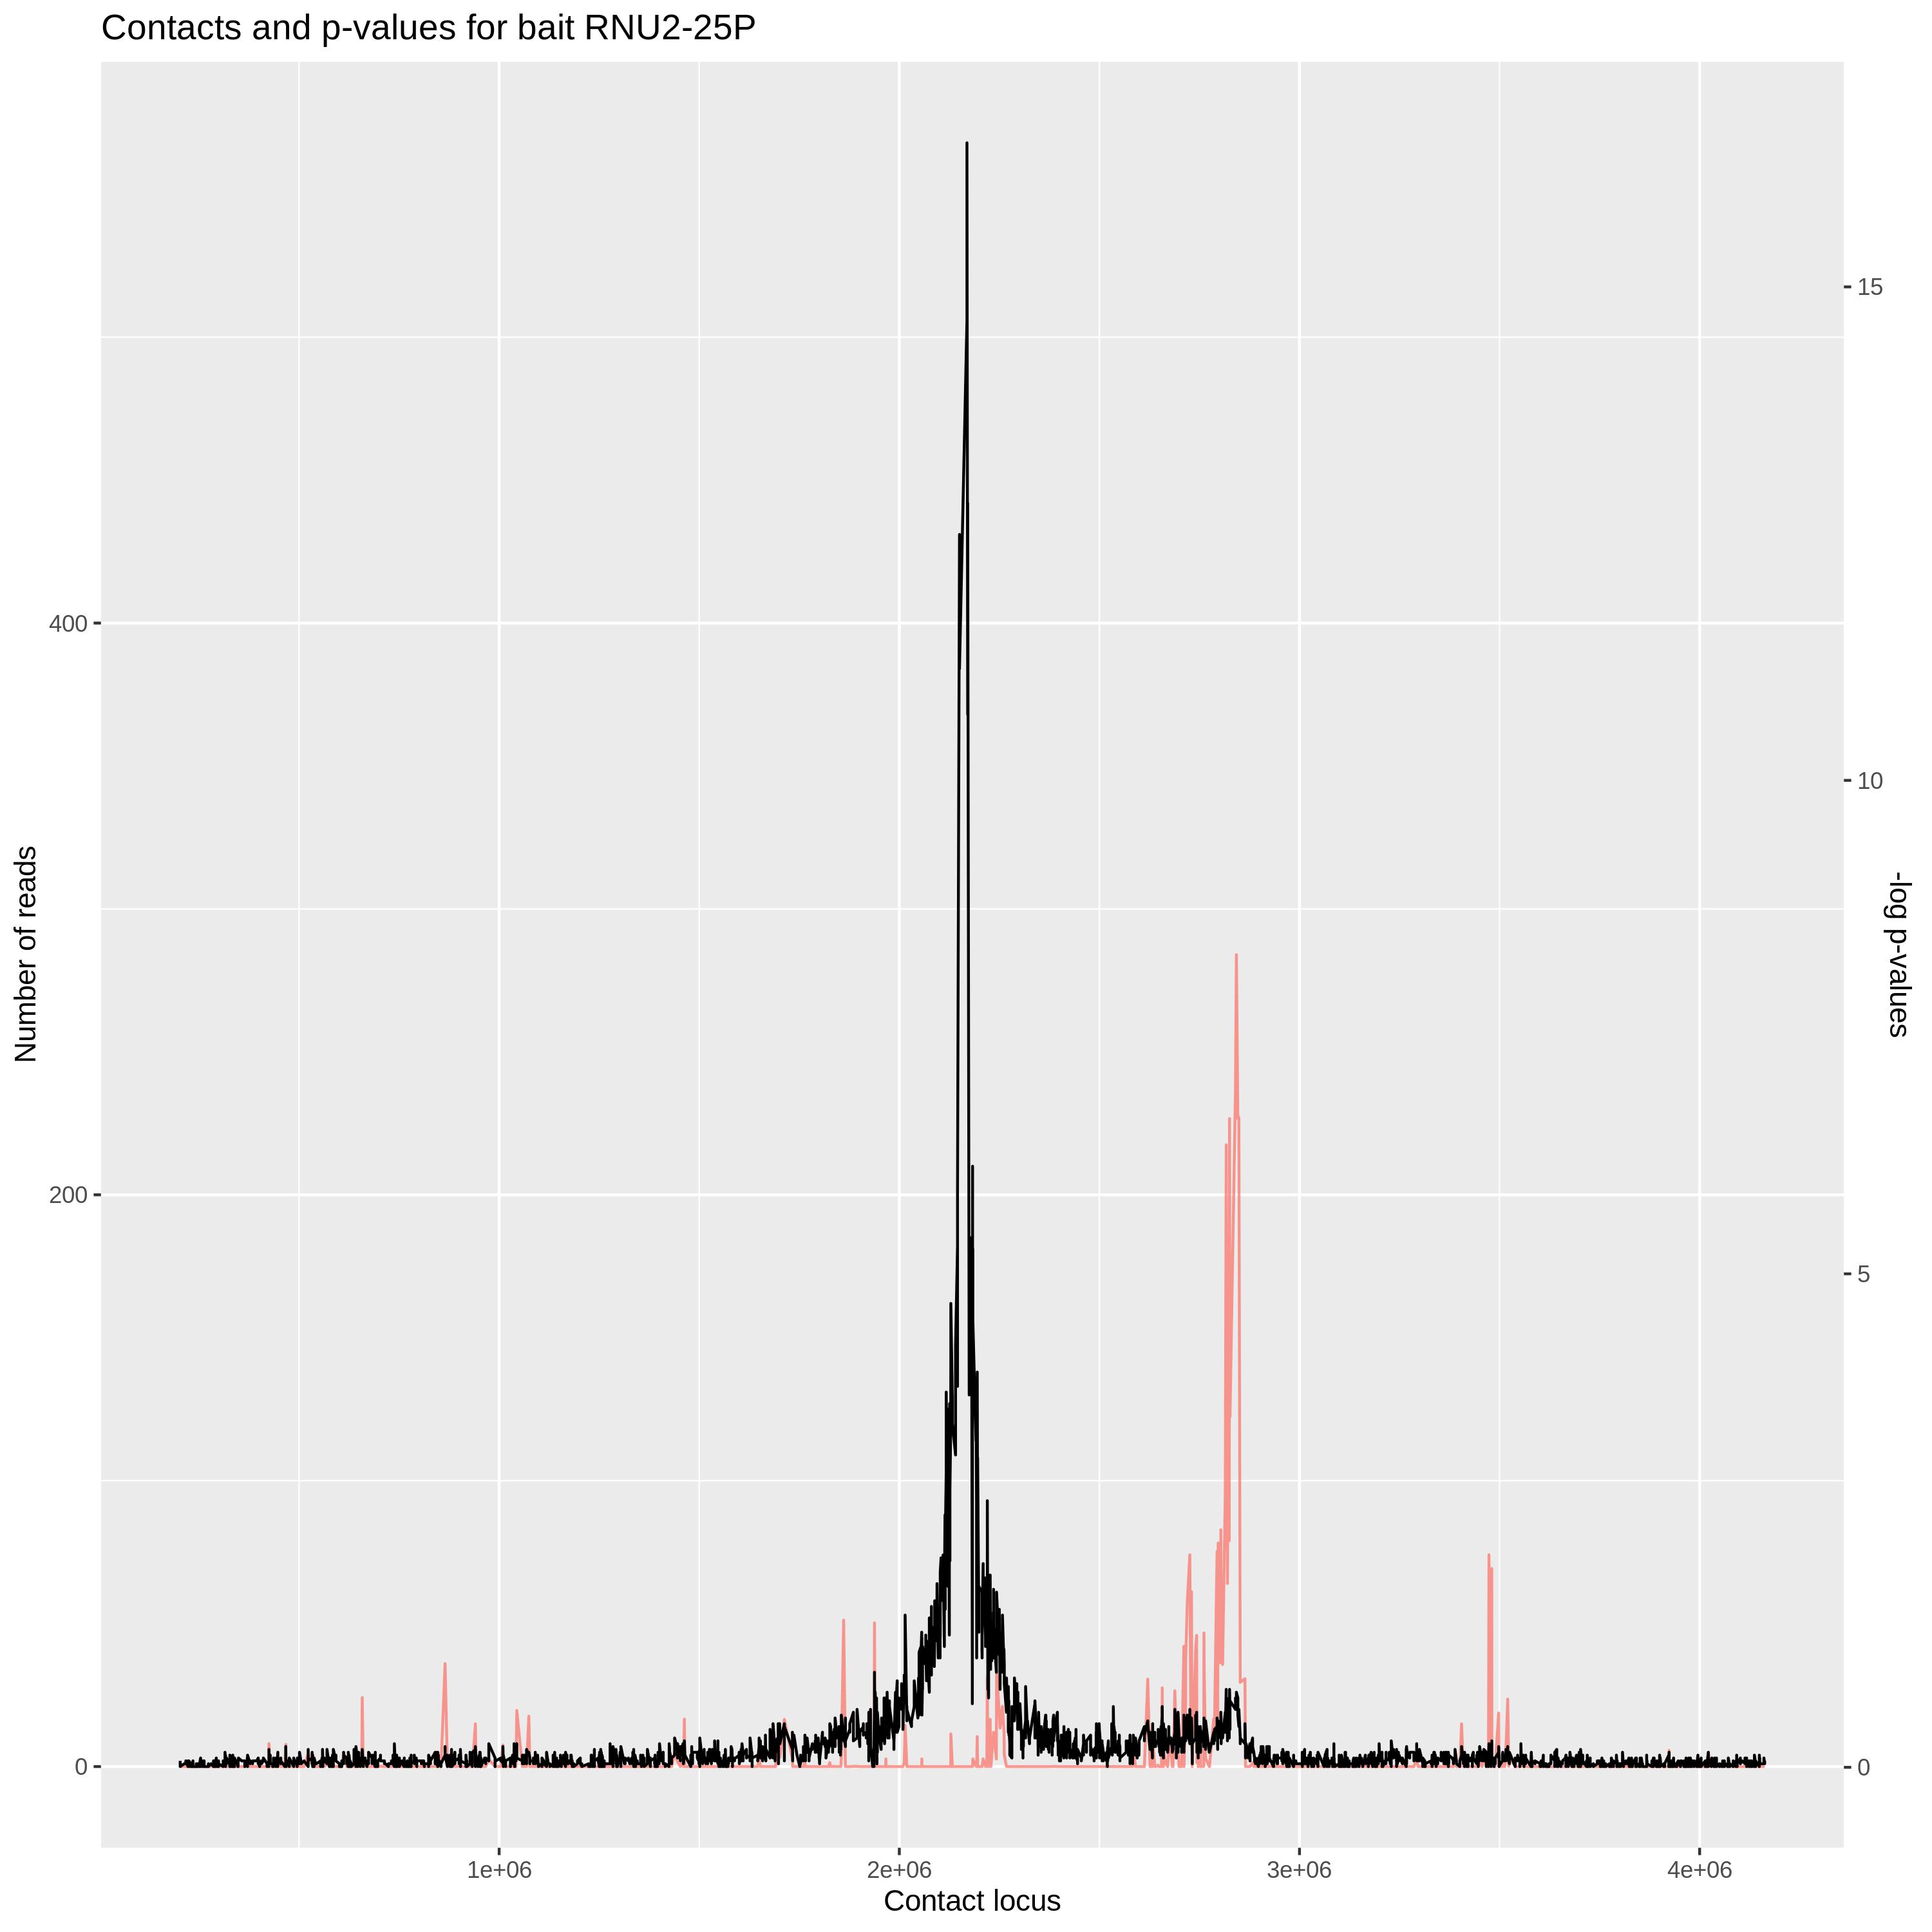 Contacts and p-values for bait RNU2-25P
Number of reads
400
200
0
15
10
5
0
-log p-values
1e+06
2e+06
3e+06
4e+06
Contact locus